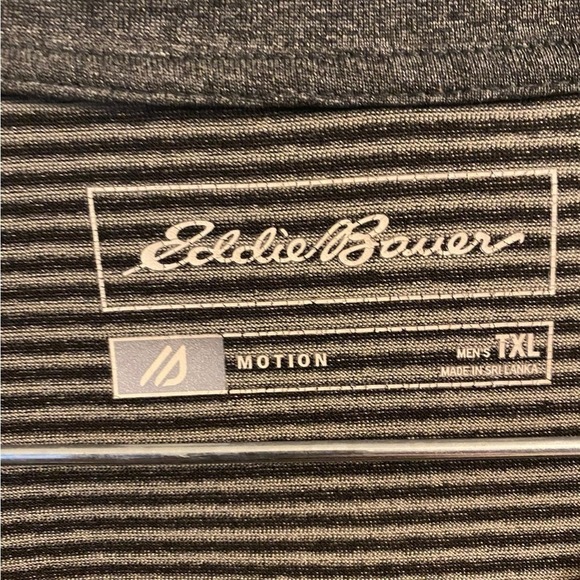 Eddie Bauer
MOTION
MEN'S TXL
MADE IN SRI LANKA